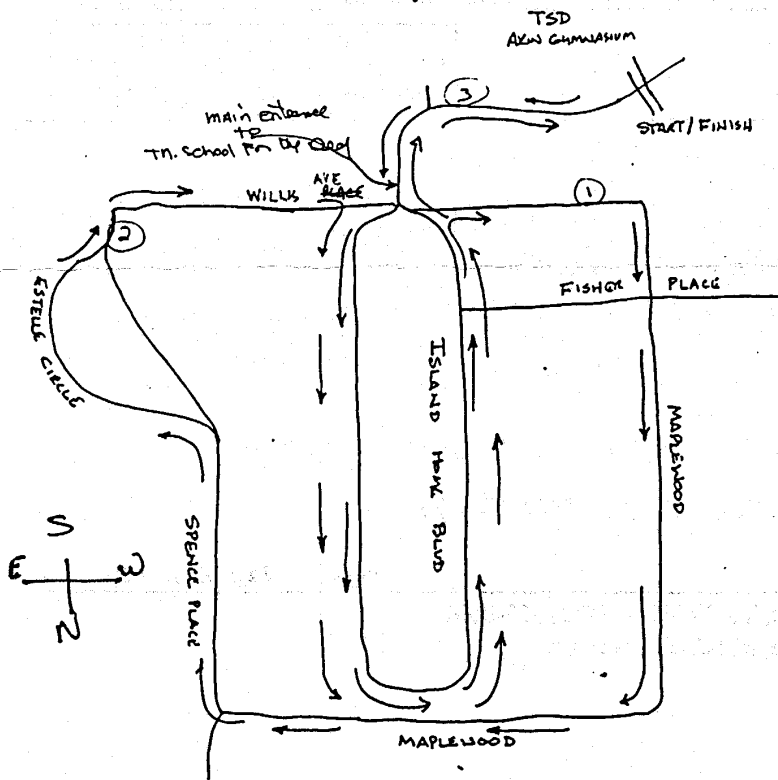 TSD
AKIN GYMNASIUM
3
START/FINISH
MAIN Entrance
to
TN. School For the Deaf
WILLIS AVE PLACE
1
2
FISHER PLACE
ESTELLE CIRCLE
ISLAND HOME BLVD
MAPLEWOOD
SPENCE PLACE
S
E W
N
MAPLEWOOD